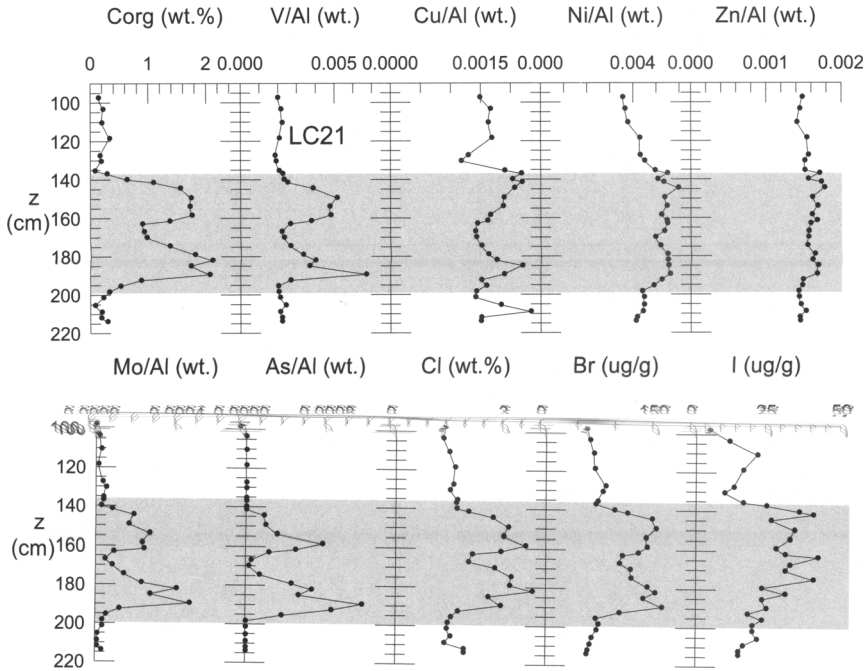 Corg (wt.%) V/Al (wt.) Cu/Al (wt.) Ni/Al (wt.) Zn/Al (wt.)
0 1 2 0.000 0.005 0.0000 0.0015 0.000 0.004 0.000 0.001 0.002
100
120
140
160
180
200
220
z
(cm)
LC21
Mo/Al (wt.) As/Al (wt.) Cl (wt.%) Br (ug/g) I (ug/g)
100
120
140
160
180
200
220
z
(cm)